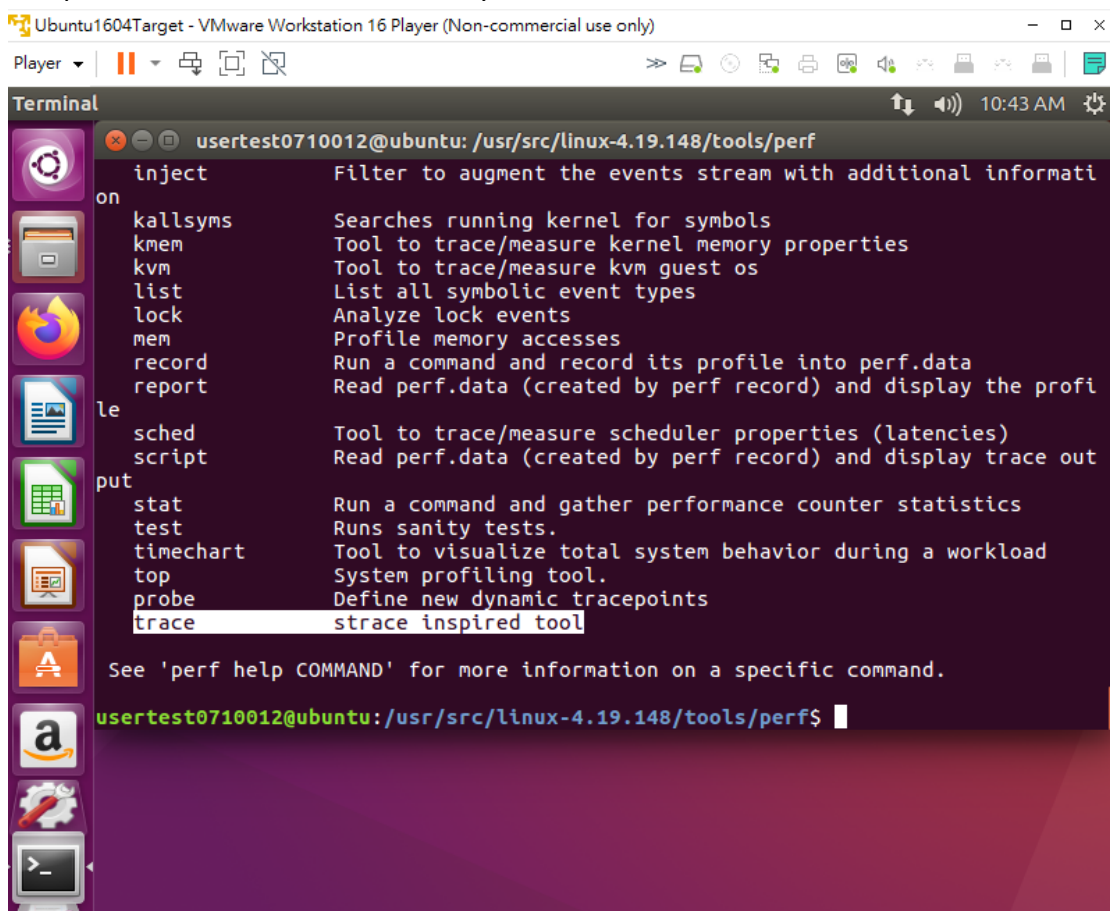 Ubuntu1604Target - VMware Workstation 16 Player (Non-commercial use only)
Player
Terminal
10:43 AM
usertest0710012@ubuntu: /usr/src/linux-4.19.148/tools/perf
inject Filter to augment the events stream with additional informati
on
kallsyms Searches running kernel for symbols
kmem Tool to trace/measure kernel memory properties
kvm Tool to trace/measure kvm guest os
list List all symbolic event types
lock Analyze lock events
mem Profile memory accesses
record Run a command and record its profile into perf.data
report Read perf.data (created by perf record) and display the profi
le
sched Tool to trace/measure scheduler properties (latencies)
script Read perf.data (created by perf record) and display trace out
put
stat Run a command and gather performance counter statistics
test Runs sanity tests.
timechart Tool to visualize total system behavior during a workload
top System profiling tool.
probe Define new dynamic tracepoints
trace strace inspired tool
See 'perf help COMMAND' for more information on a specific command.
usertest0710012@ubuntu:/usr/src/linux-4.19.148/tools/perf$